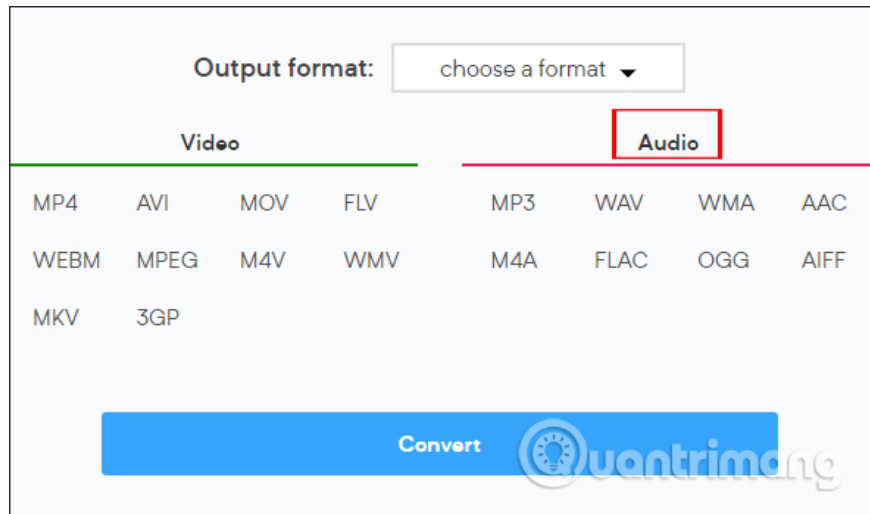 Output format: choose a format
Video Audio
MP4 AVI MOV FLV MP3 WAV WMA AAC
WEBM MPEG M4V WMV M4A FLAC OGG AIFF
MKV 3GP
Convert
Quantrimang